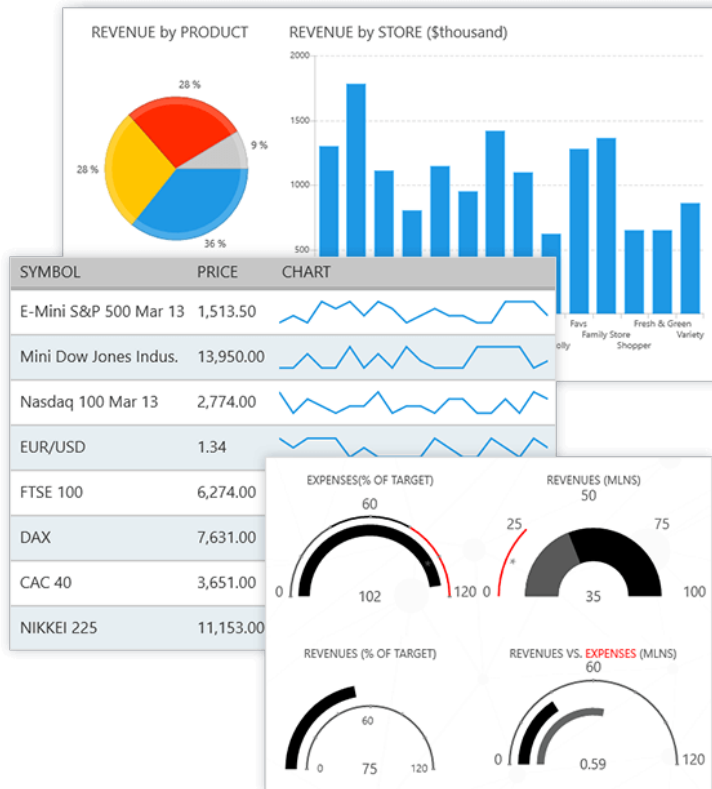 REVENUE by PRODUCT
28 %
9 %
28 %
36 %
REVENUE by STORE ($thousand)
2000
1500
1000
500
Favs
Fresh & Green
Family Store
Variety
olly
Shopper
SYMBOL PRICE CHART
E-Mini S&P 500 Mar 13 1,513.50
Mini Dow Jones Indus. 13,950.00
Nasdaq 100 Mar 13 2,774.00
EUR/USD 1.34
FTSE 100 6,274.00
DAX 7,631.00
CAC 40 3,651.00
NIKKEI 225 11,153.00
EXPENSES(% OF TARGET)
60
0 102 120
REVENUES (MLNS)
50
25 75
0 35 100
REVENUES (% OF TARGET)
60
0 75 120
REVENUES VS. EXPENSES (MLNS)
60
0 0.59 120